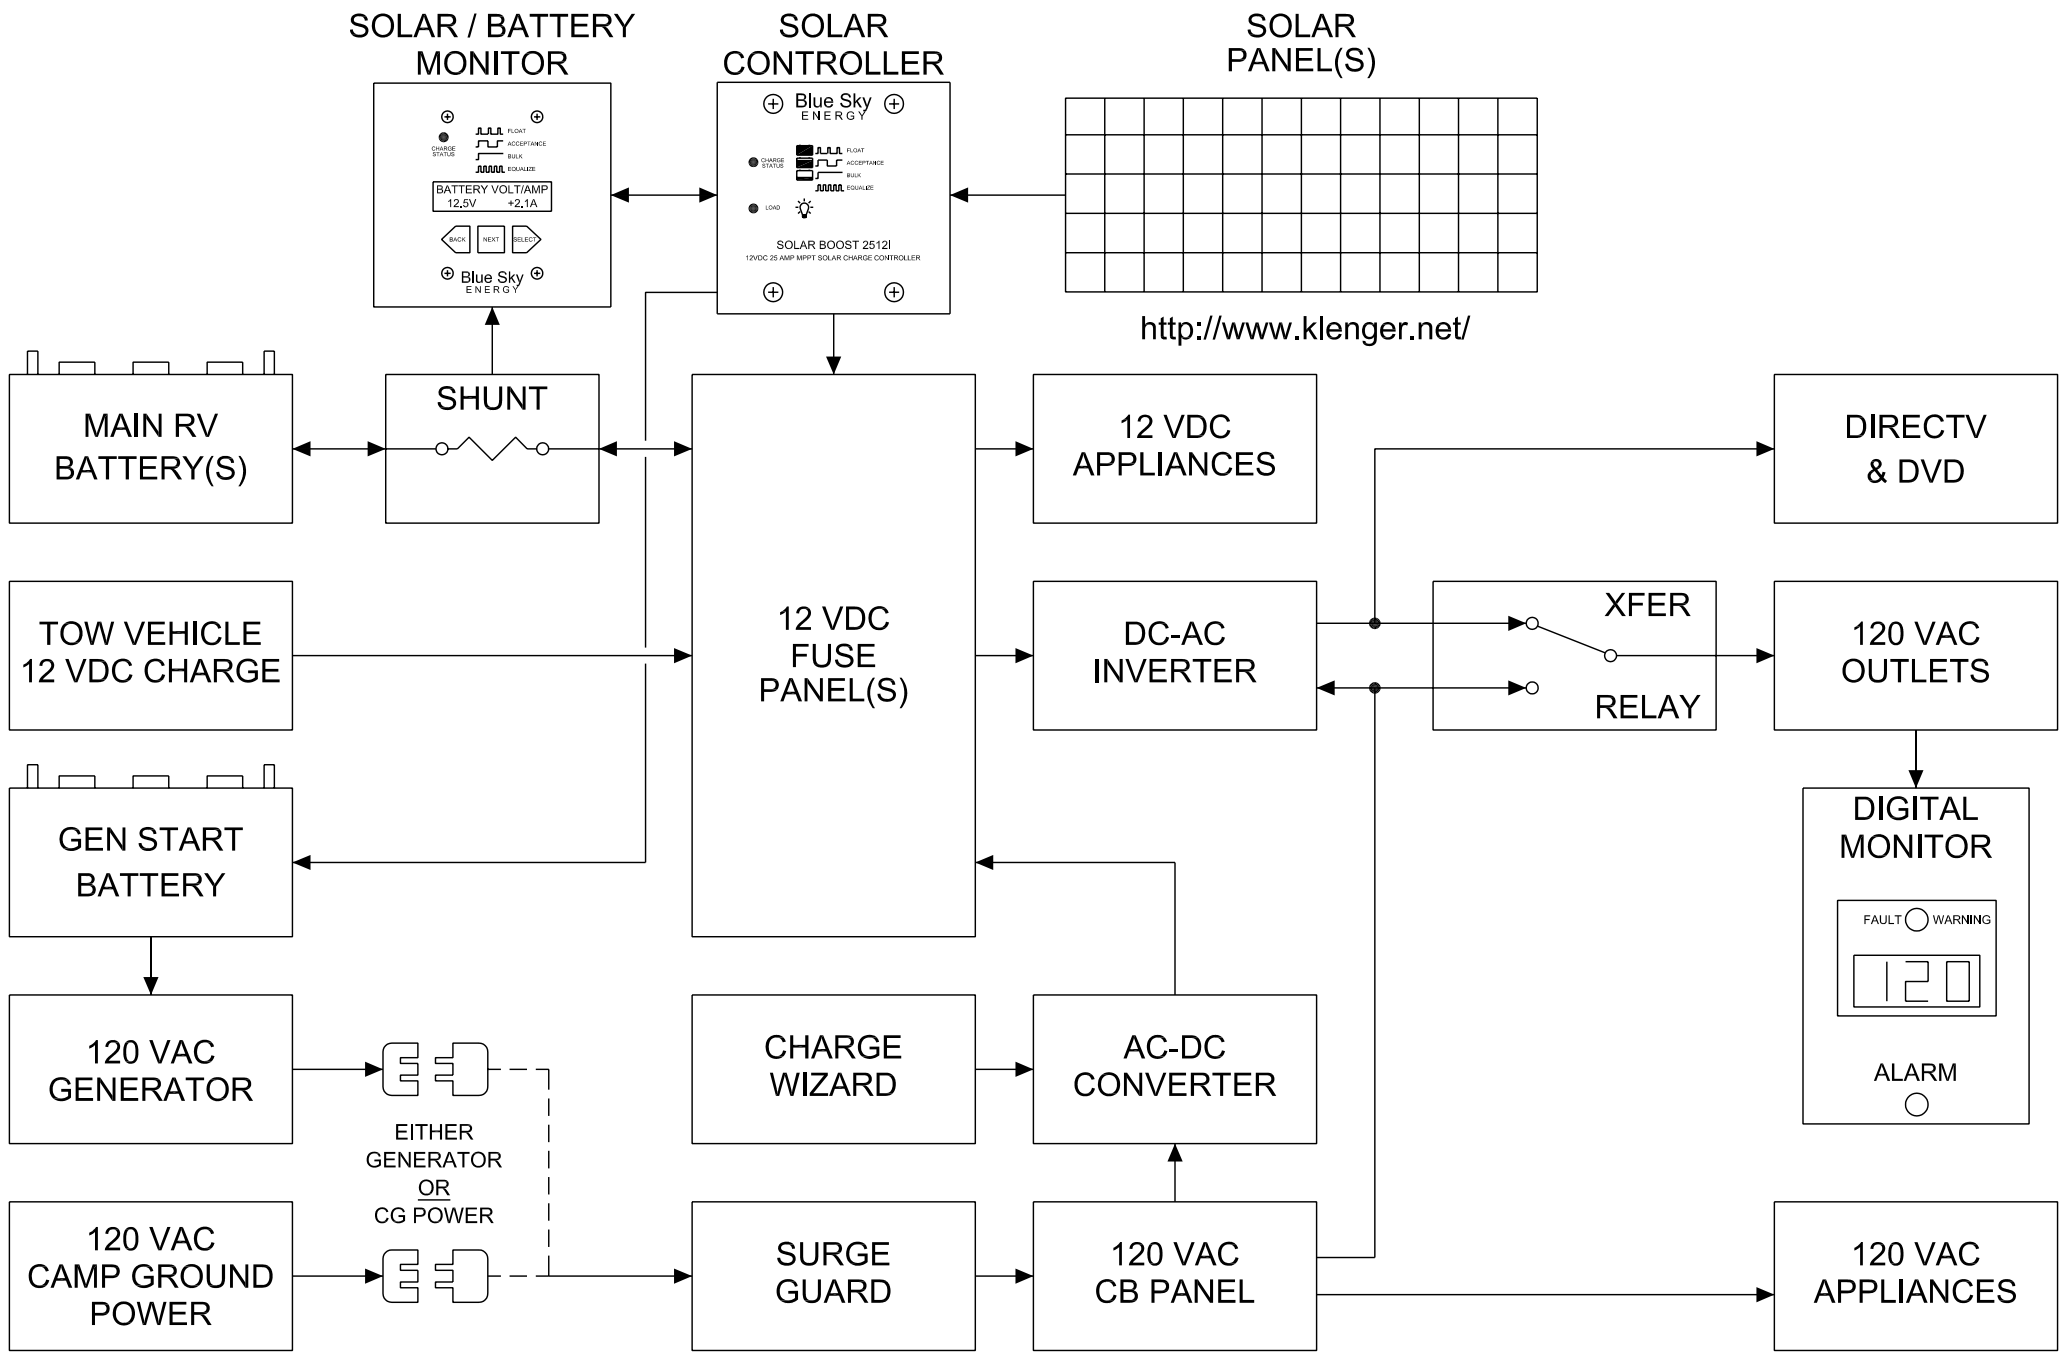 SOLAR / BATTERY
MONITOR
SOLAR
CONTROLLER
SOLAR
PANEL(S)
CHARGE
STATUS
FLOAT
ACCEPTANCE
BULK
EQUALIZE
BATTERY VOLT/AMP
12.5V +2.1A
BACK NEXT SELECT
Blue Sky
ENERGY
Blue Sky
ENERGY
CHARGE
STATUS
FLOAT
ACCEPTANCE
BULK
EQUALIZE
LOAD
SOLAR BOOST 2512I
12VDC 25 AMP MPPT SOLAR CHARGE CONTROLLER
http://www.klenger.net/
MAIN RV
BATTERY(S)
SHUNT
12 VDC
APPLIANCES
DIRECTV
& DVD
TOW VEHICLE
12 VDC CHARGE
12 VDC
FUSE
PANEL(S)
DC-AC
INVERTER
XFER
RELAY
120 VAC
OUTLETS
GEN START
BATTERY
DIGITAL
MONITOR
FAULT WARNING
120
ALARM
120 VAC
GENERATOR
CHARGE
WIZARD
AC-DC
CONVERTER
EITHER
GENERATOR
OR
CG POWER
120 VAC
CAMP GROUND
POWER
SURGE
GUARD
120 VAC
CB PANEL
120 VAC
APPLIANCES